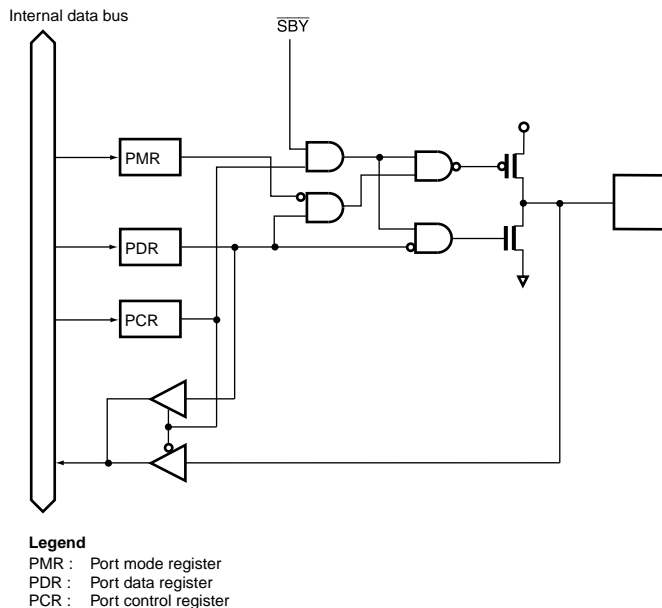 Internal data bus
SBY
PMR
PDR
PCR
Legend
PMR : Port mode register
PDR : Port data register
PCR : Port control register